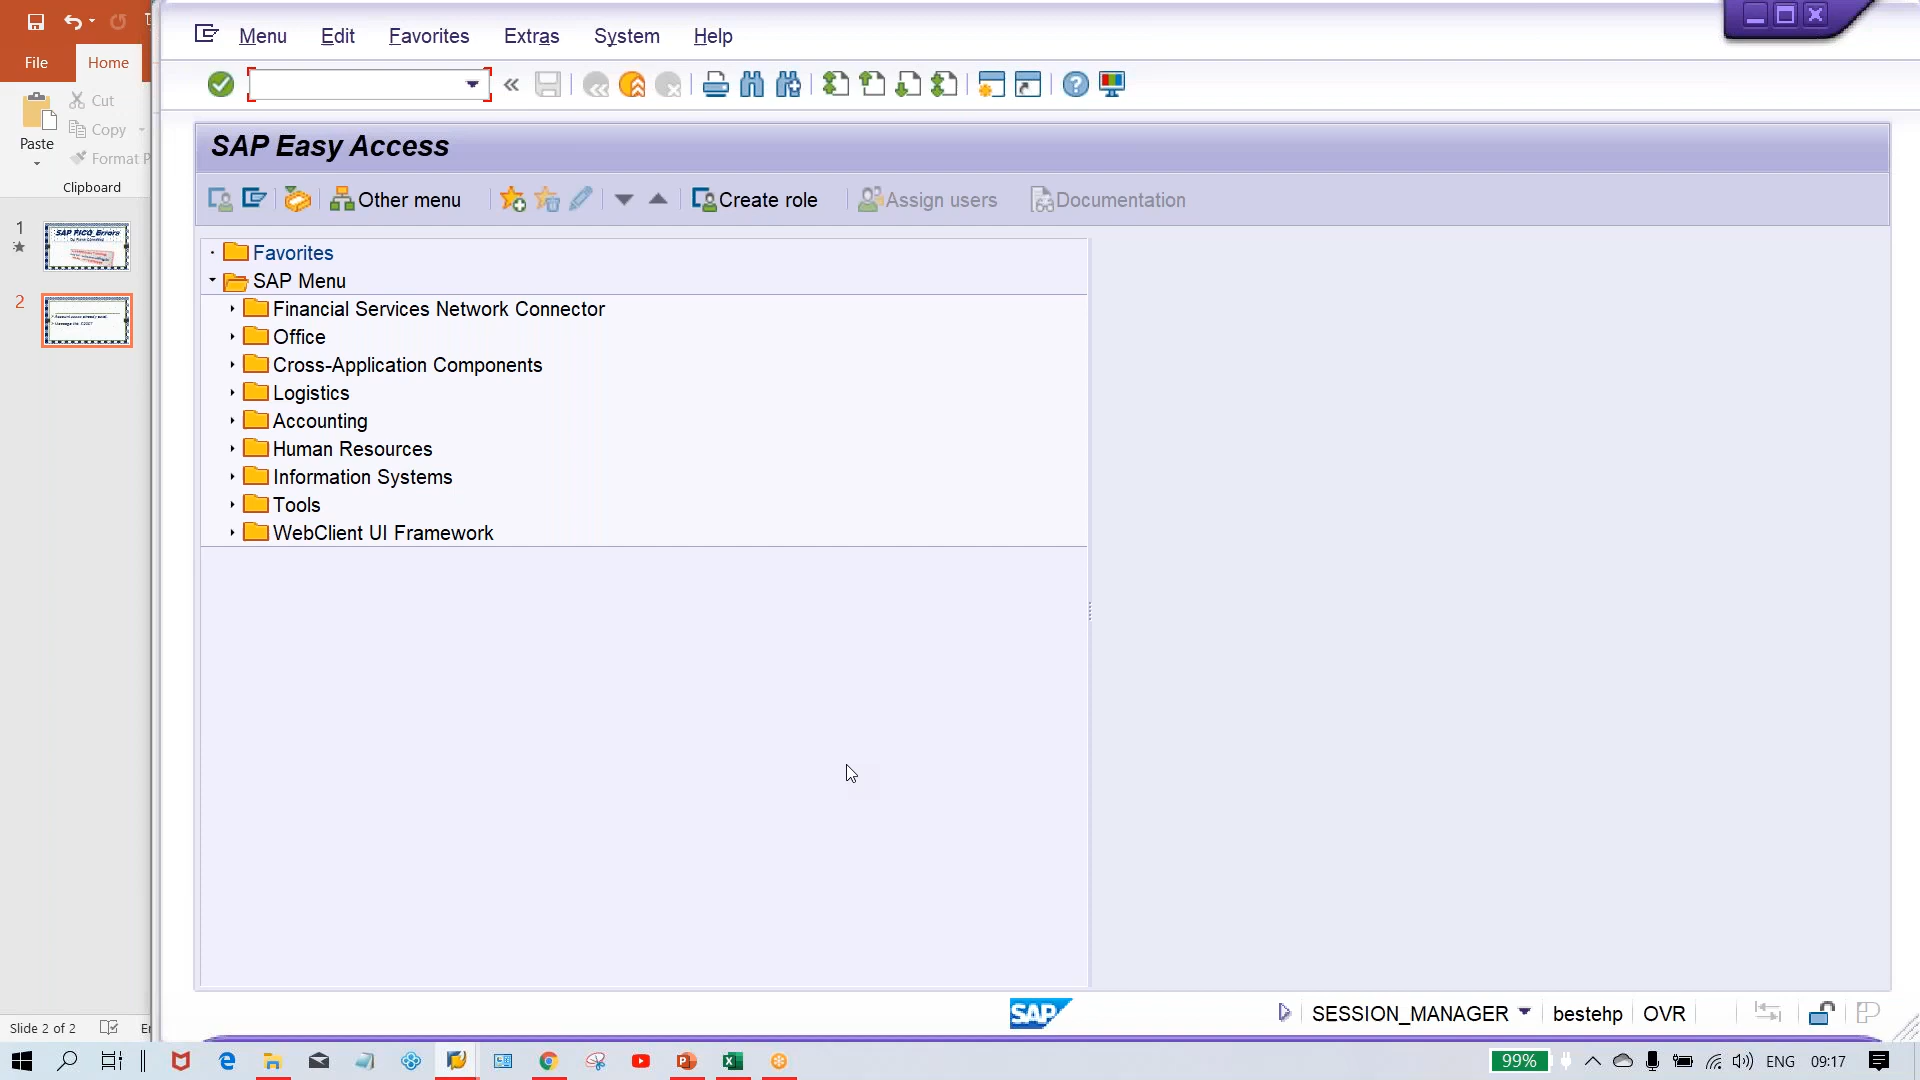 File
Home
Cut
Copy
Format P
Paste
Clipboard
1
SAP FICO_Errors
2
Slide 2 of 2
Menu Edit Favorites Extras System Help
SAP Easy Access
Other menu
Create role
Assign users
Documentation
Favorites
SAP Menu
Financial Services Network Connector
Office
Cross-Application Components
Logistics
Accounting
Human Resources
Information Systems
Tools
WebClient UI Framework
SAP
SESSION_MANAGER
bestehp
OVR
99%
ENG
09:17